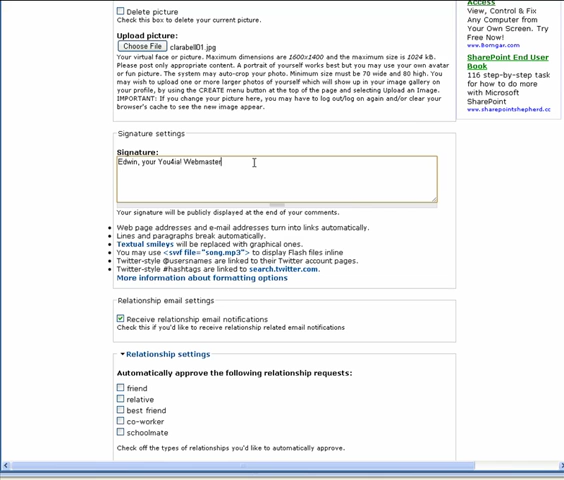 Delete picture
Check this box to delete your current picture.
Upload picture:
Choose File clarabell01.jpg
Your virtual face or picture. Maximum dimensions are 1600x1400 and the maximum size is 1024 kB.
Please post only appropriate content. A portrait of yourself works best but you may use your own avatar
or fun picture. The system may auto-crop your photo. Minimum size must be 70 wide and 80 high. You
may wish to upload one or more larger photos of yourself which will show up in your image gallery on
your profile, by using the CREATE menu button at the top of the page and selecting Upload an Image.
IMPORTANT: If you change your picture here, you may have to log out/log on again and/or clear your
browser's cache to see the new image appear.
Signature settings
Signature:
Edwin, your You4ia! Webmaster
Your signature will be publicly displayed at the end of your comments.
Web page addresses and e-mail addresses turn into links automatically.
Lines and paragraphs break automatically.
Textual smileys will be replaced with graphical ones.
You may use <swf file="song.mp3"> to display Flash files inline
Twitter-style @usersnames are linked to their Twitter account pages.
Twitter-style #hashtags are linked to search.twitter.com.
More information about formatting options
Relationship email settings
Receive relationship email notifications
Check this if you'd like to receive relationship related email notifications
Relationship settings
Automatically approve the following relationship requests:
friend
relative
best friend
co-worker
schoolmate
Check off the types of relationships you'd like to automatically approve.
Access
View, Control & Fix
Any Computer from
Your Own Screen. Try
Free Now!
www.Bomgar.com
SharePoint End User
Book
116 step-by-step task
for how to do more
with Microsoft
SharePoint
www.sharepointshepherd.cc